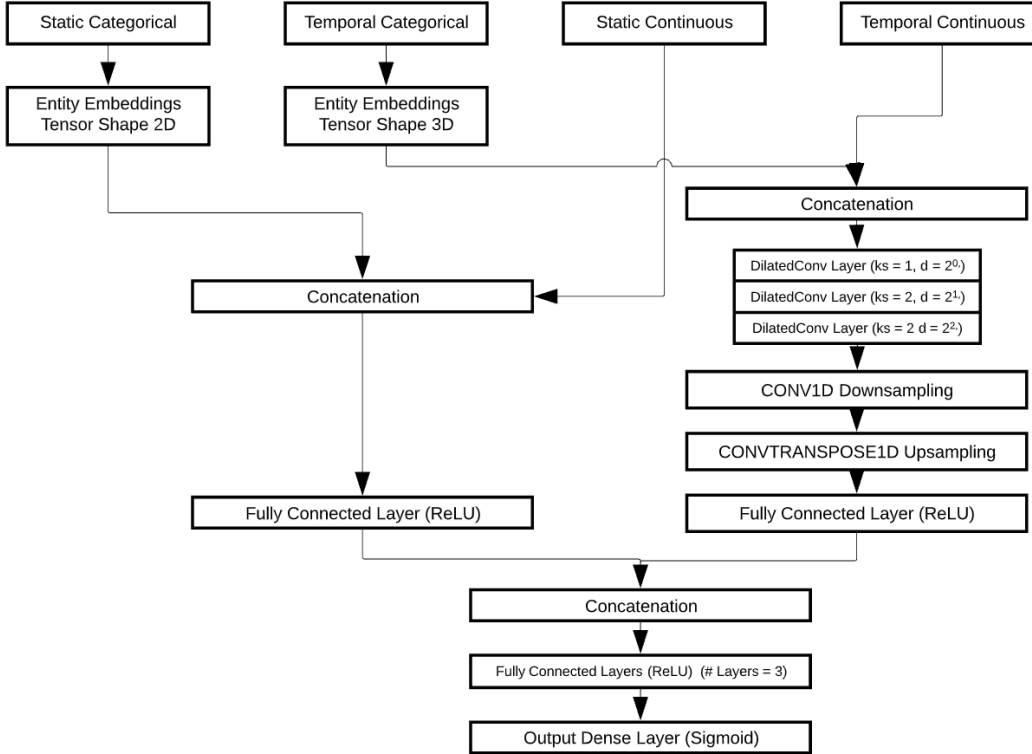 Static Categorical
Temporal Categorical
Static Continuous
Temporal Continuous
Entity Embeddings
Tensor Shape 2D
Entity Embeddings
Tensor Shape 3D
Concatenation
DilatedConv Layer (ks = 1, d = 2⁰·)
DilatedConv Layer (ks = 2, d = 2¹·)
DilatedConv Layer (ks = 2 d = 2²·)
Concatenation
CONV1D Downsampling
CONVTRANSPOSE1D Upsampling
Fully Connected Layer (ReLU)
Fully Connected Layer (ReLU)
Concatenation
Fully Connected Layers (ReLU) (# Layers = 3)
Output Dense Layer (Sigmoid)